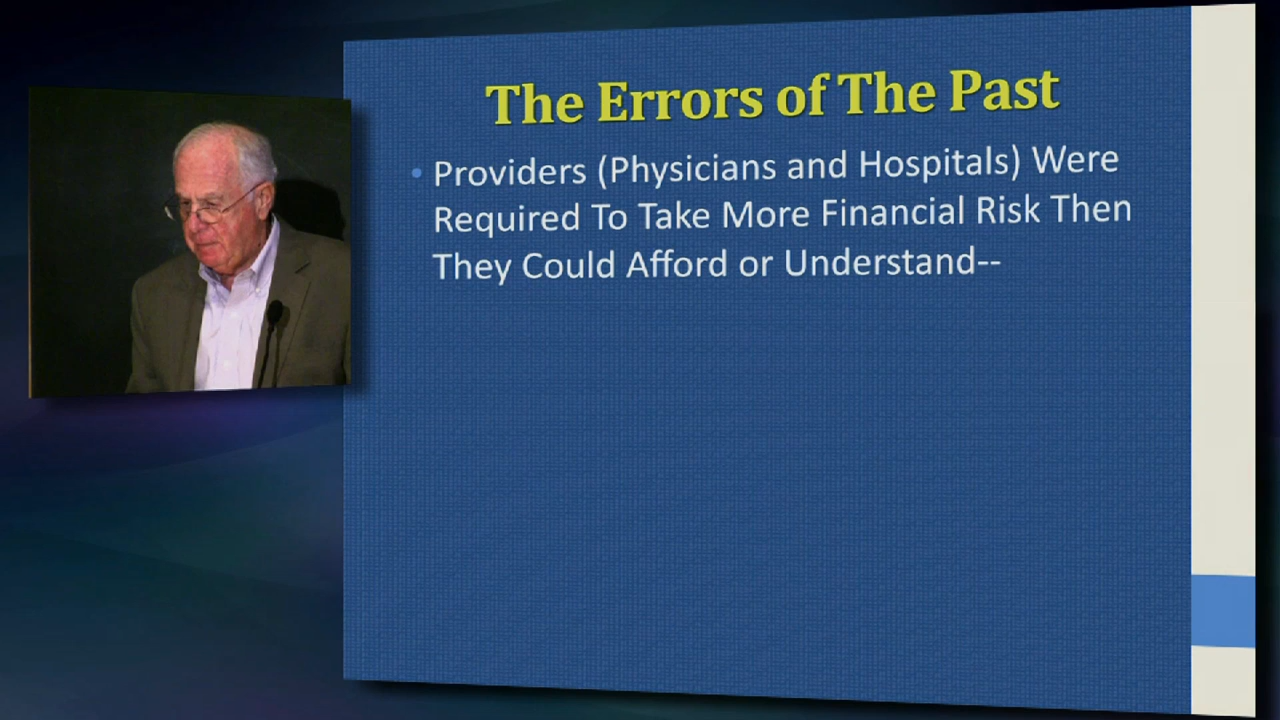 The Errors of The Past
• Providers (Physicians and Hospitals) Were
Required To Take More Financial Risk Then
They Could Afford or Understand--